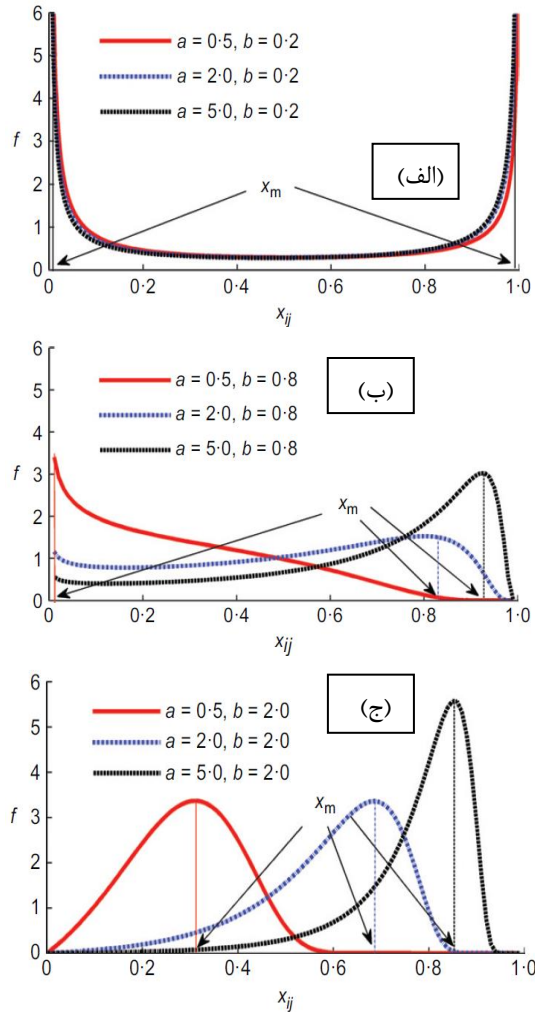 6
a = 0·5, b = 0·2
5
a = 2·0, b = 0·2
4
a = 5·0, b = 0·2
f
3
(الف)
2
xm
1
0
0 0·2 0·4 0·6 0·8 1·0
xij
6
a = 0·5, b = 0·8
(ب)
5
a = 2·0, b = 0·8
4
a = 5·0, b = 0·8
f
3
xm
2
1
0
0 0·2 0·4 0·6 0·8 1·0
xij
6
a = 0·5, b = 2·0
(ج)
5
a = 2·0, b = 2·0
4
a = 5·0, b = 2·0
f
3
xm
2
1
0
0 0·2 0·4 0·6 0·8 1·0
xij